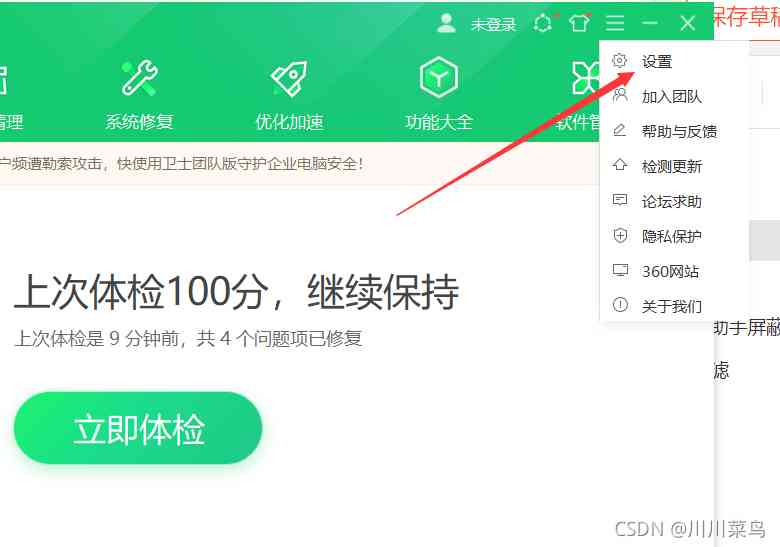 未登录
保存草稿
清理
系统修复
优化加速
功能大全
软件管
户频遭勒索攻击，快使用卫士团队版守护企业电脑安全！
设置
加入团队
帮助与反馈
检测更新
论坛求助
隐私保护
360网站
关于我们
上次体检100分，继续保持
上次体检是 9 分钟前，共 4 个问题项已修复
立即体检
助手屏蔽
滤
CSDN @川川菜鸟